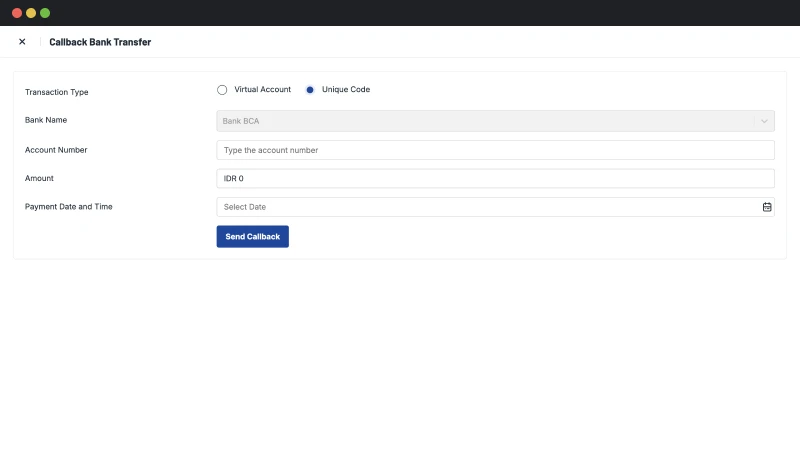 Callback Bank Transfer
Transaction Type
Virtual Account
Unique Code
Bank Name
Bank BCA
Account Number
Type the account number
Amount
IDR 0
Payment Date and Time
Select Date
Send Callback